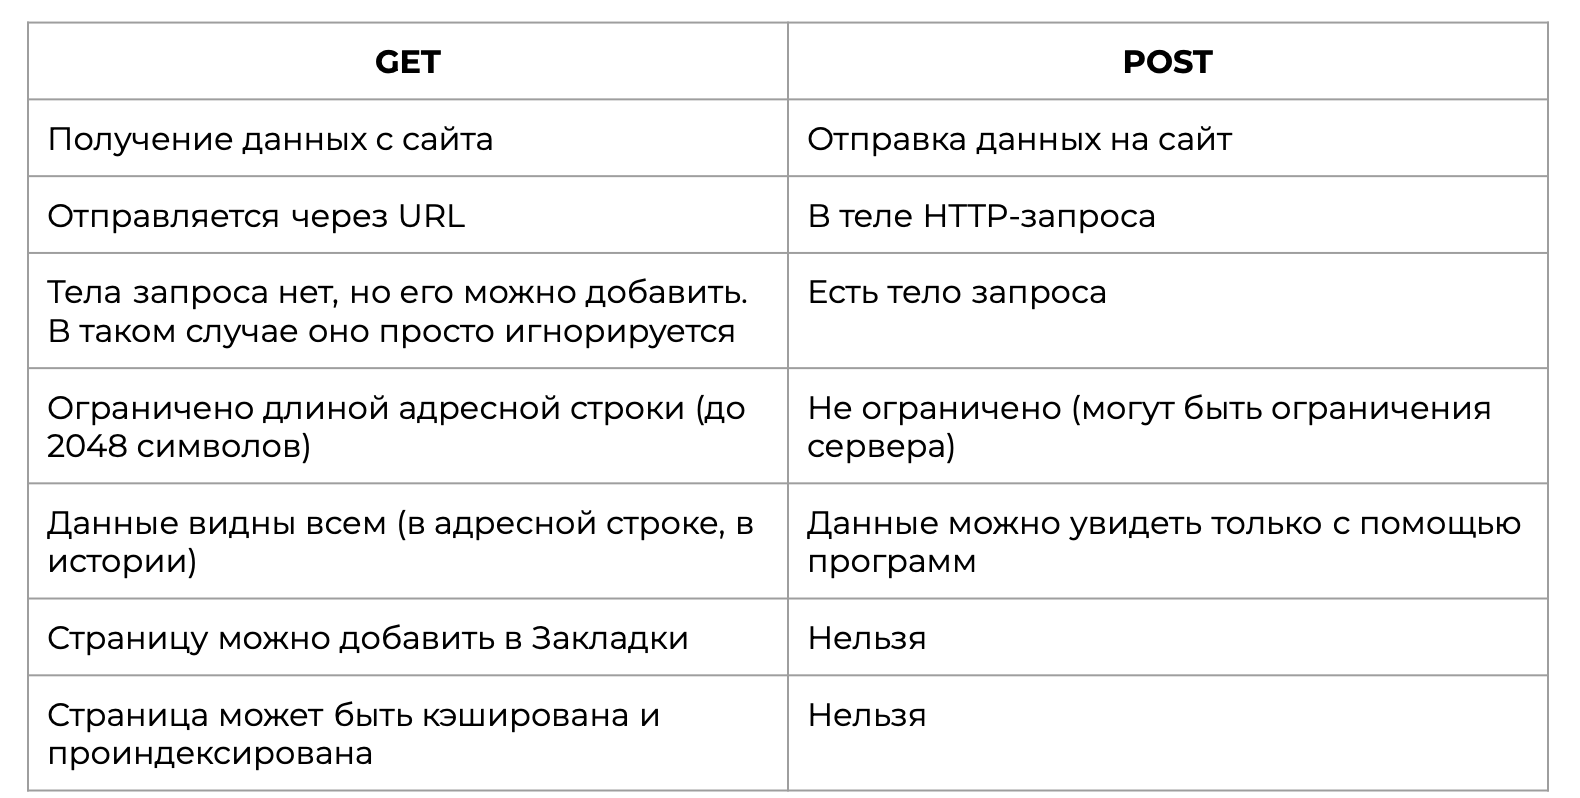 GET
POST
Получение данных с сайта
Отправка данных на сайт
Отправляется через URL
В теле HTTP-запроса
Тела запроса нет, но его можно добавить.
В таком случае оно просто игнорируется
Есть тело запроса
Ограничено длиной адресной строки (до
2048 символов)
Не ограничено (могут быть ограничения
сервера)
Данные видны всем (в адресной строке, в
истории)
Данные можно увидеть только с помощью
программ
Страницу можно добавить в Закладки
Нельзя
Страница может быть кэширована и
проиндексирована
Нельзя